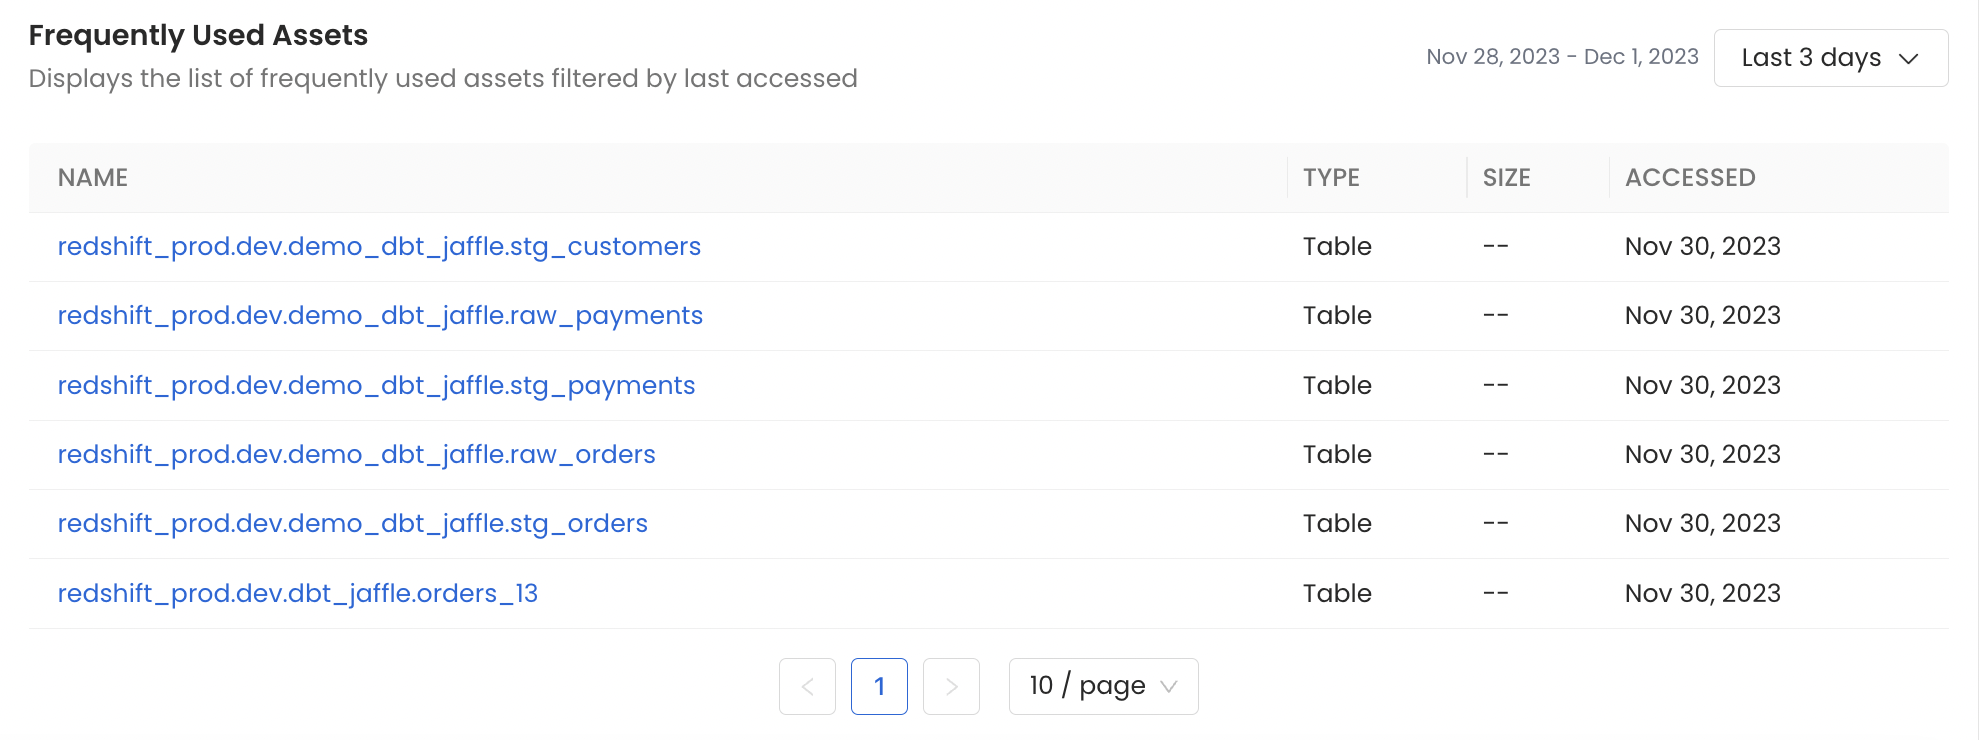 Frequently Used Assets
Displays the list of frequently used assets filtered by last accessed
Nov 28, 2023 - Dec 1, 2023 Last 3 days
NAME TYPE SIZE ACCESSED
redshift_prod.dev.demo_dbt_jaffle.stg_customers Table -- Nov 30, 2023
redshift_prod.dev.demo_dbt_jaffle.raw_payments Table -- Nov 30, 2023
redshift_prod.dev.demo_dbt_jaffle.stg_payments Table -- Nov 30, 2023
redshift_prod.dev.demo_dbt_jaffle.raw_orders Table -- Nov 30, 2023
redshift_prod.dev.demo_dbt_jaffle.stg_orders Table -- Nov 30, 2023
redshift_prod.dev.dbt_jaffle.orders_13 Table -- Nov 30, 2023
< 1 > 10 / page